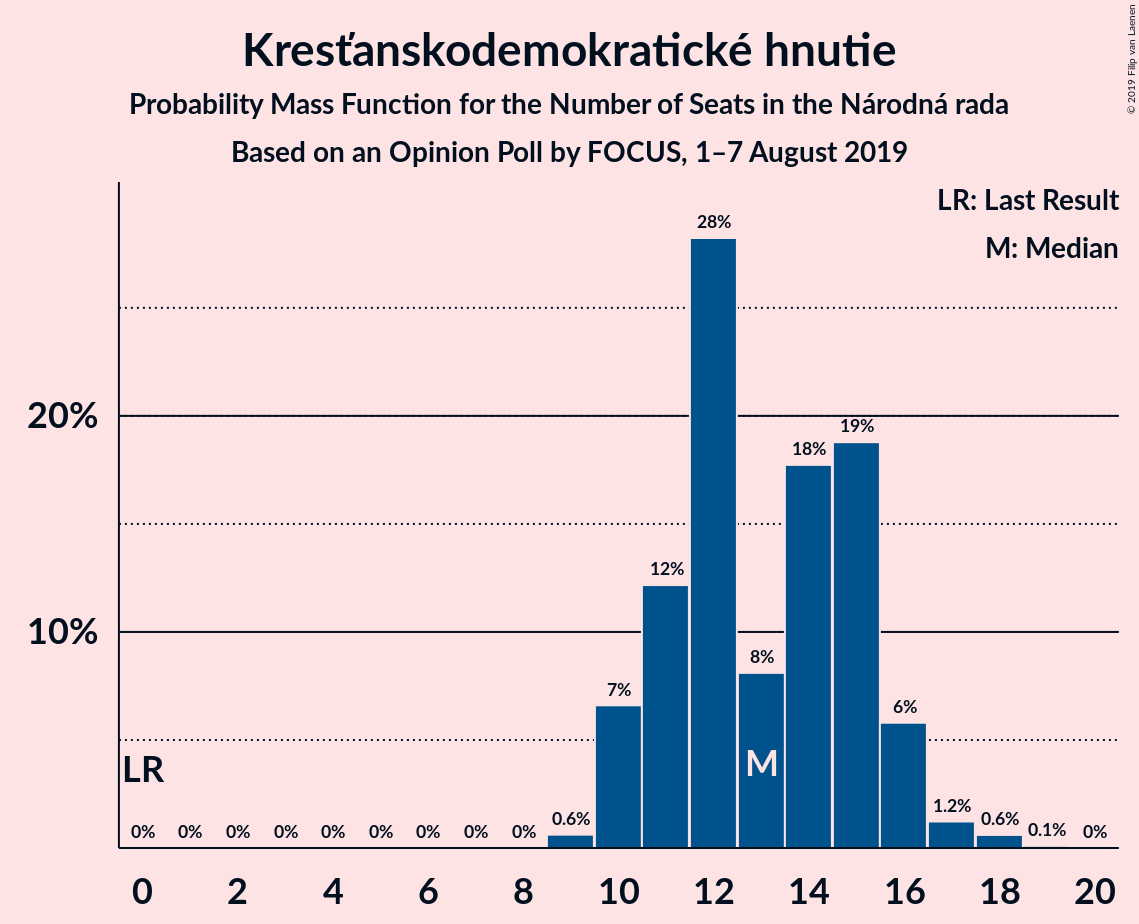 Kresťanskodemokratické hnutie
Probability Mass Function for the Number of Seats in the Národná rada
Based on an Opinion Poll by FOCUS, 1–7 August 2019
© 2019 Filip van Laenen
LR: Last Result
M: Median
28%
20%
19%
18%
12%
10%
8%
7%
6%
M
LR
1.2%
0% 0% 0% 0% 0% 0% 0% 0% 0% 0.6% 0.6% 0.1% 0%
0 2 4 6 8 10 12 14 16 18 20